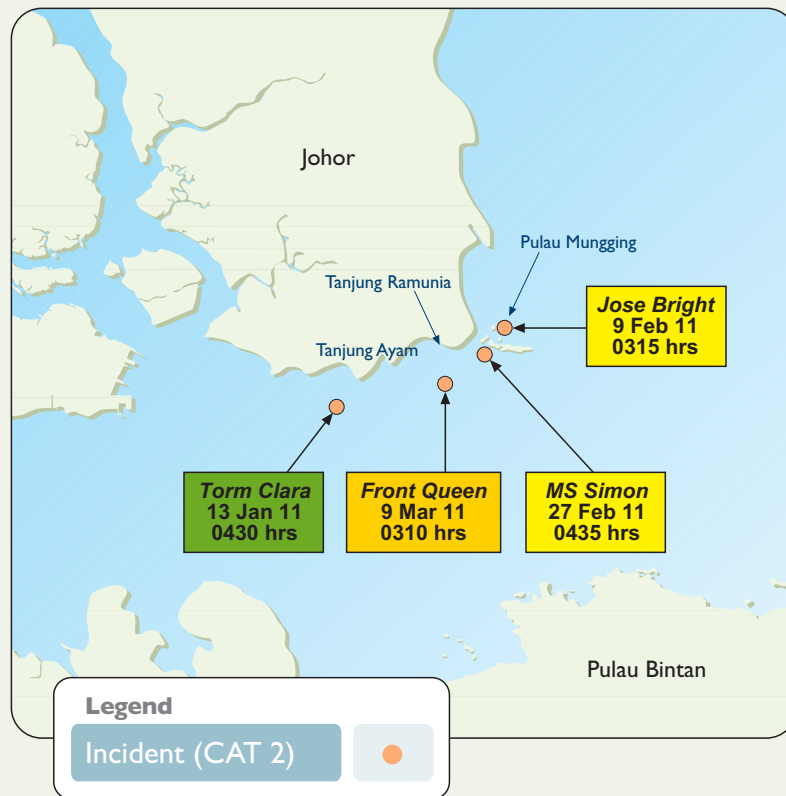 Johor
Pulau Mungging
Tanjung Ramunia
Tanjung Ayam
Jose Bright
9 Feb 11
0315 hrs
Torm Clara
13 Jan 11
0430 hrs
Front Queen
9 Mar 11
0310 hrs
MS Simon
27 Feb 11
0435 hrs
Pulau Bintan
Legend
Incident (CAT 2)